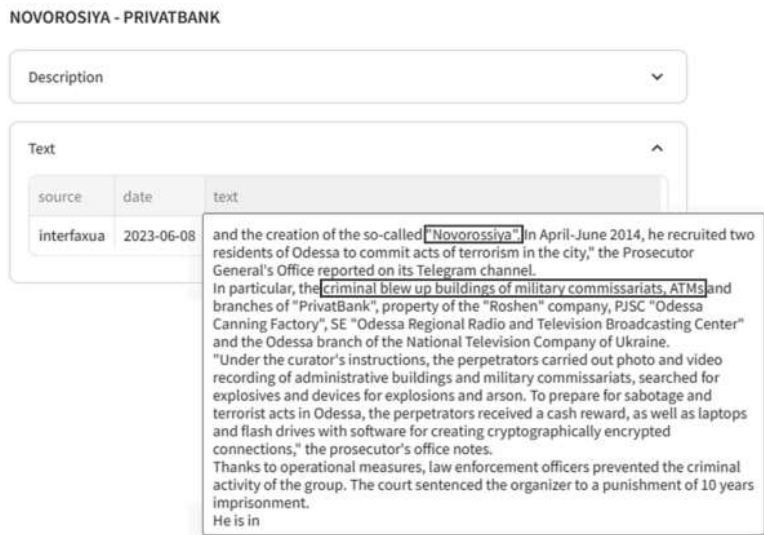 NOVOROSIYA - PRIVATBANK
Description
Text
source date text
interfaxua 2023-06-08
and the creation of the so-called "Novorossiya". In April-June 2014, he recruited two
residents of Odessa to commit acts of terrorism in the city," the Prosecutor
General's Office reported on its Telegram channel.
In particular, the criminal blew up buildings of military commissariats, ATMs and
branches of "PrivatBank", property of the "Roshen" company, PJSC "Odessa
Canning Factory", SE "Odessa Regional Radio and Television Broadcasting Center"
and the Odessa branch of the National Television Company of Ukraine.
"Under the curator's instructions, the perpetrators carried out photo and video
recording of administrative buildings and military commissariats, searched for
explosives and devices for explosions and arson. To prepare for sabotage and
terrorist acts in Odessa, the perpetrators received a cash reward, as well as laptops
and flash drives with software for creating cryptographically encrypted
connections," the prosecutor's office notes.
Thanks to operational measures, law enforcement officers prevented the criminal
activity of the group. The court sentenced the organizer to a punishment of 10 years
imprisonment.
He is in